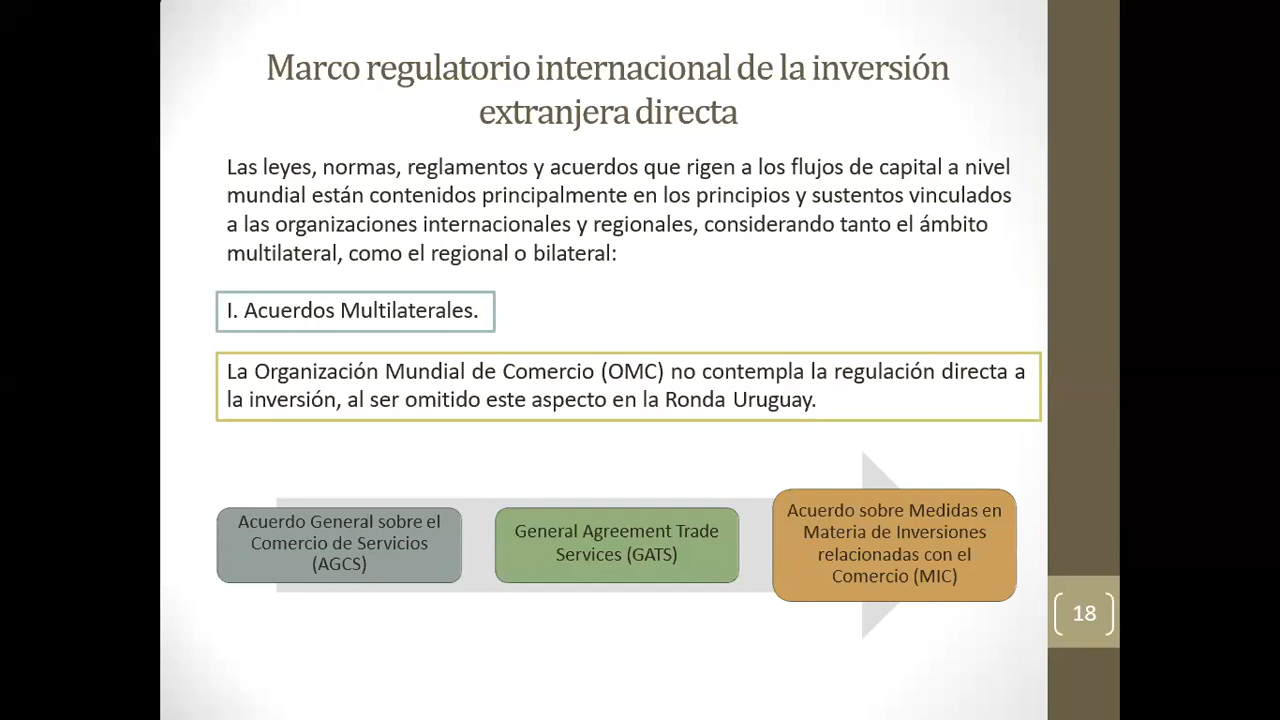 Marco regulatorio internacional de la inversión
extranjera directa
Las leyes, normas, reglamentos y acuerdos que rigen a los flujos de capital a nivel
mundial están contenidos principalmente en los principios y sustentos vinculados
a las organizaciones internacionales y regionales, considerando tanto el ámbito
multilateral, como el regional o bilateral:
I. Acuerdos Multilaterales.
La Organización Mundial de Comercio (OMC) no contempla la regulación directa a
la inversión, al ser omitido este aspecto en la Ronda Uruguay.
Acuerdo General sobre el
Comercio de Servicios
(AGCS)
General Agreement Trade
Services (GATS)
Acuerdo sobre Medidas en
Materia de Inversiones
relacionadas con el
Comercio (MIC)
18